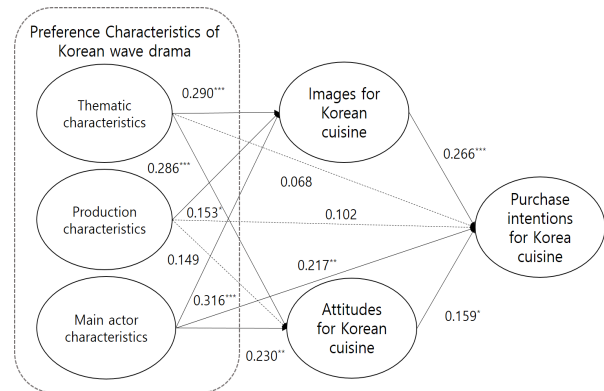 Preference Characteristics of
Korean wave drama
Thematic
characteristics
Production
characteristics
Main actor
characteristics
Images for
Korean
cuisine
Attitudes
for Korean
cuisine
Purchase
intentions
for Korea
cuisine
0.290***
0.286***
0.153*
0.149
0.316***
0.230**
0.068
0.102
0.217**
0.266***
0.159*